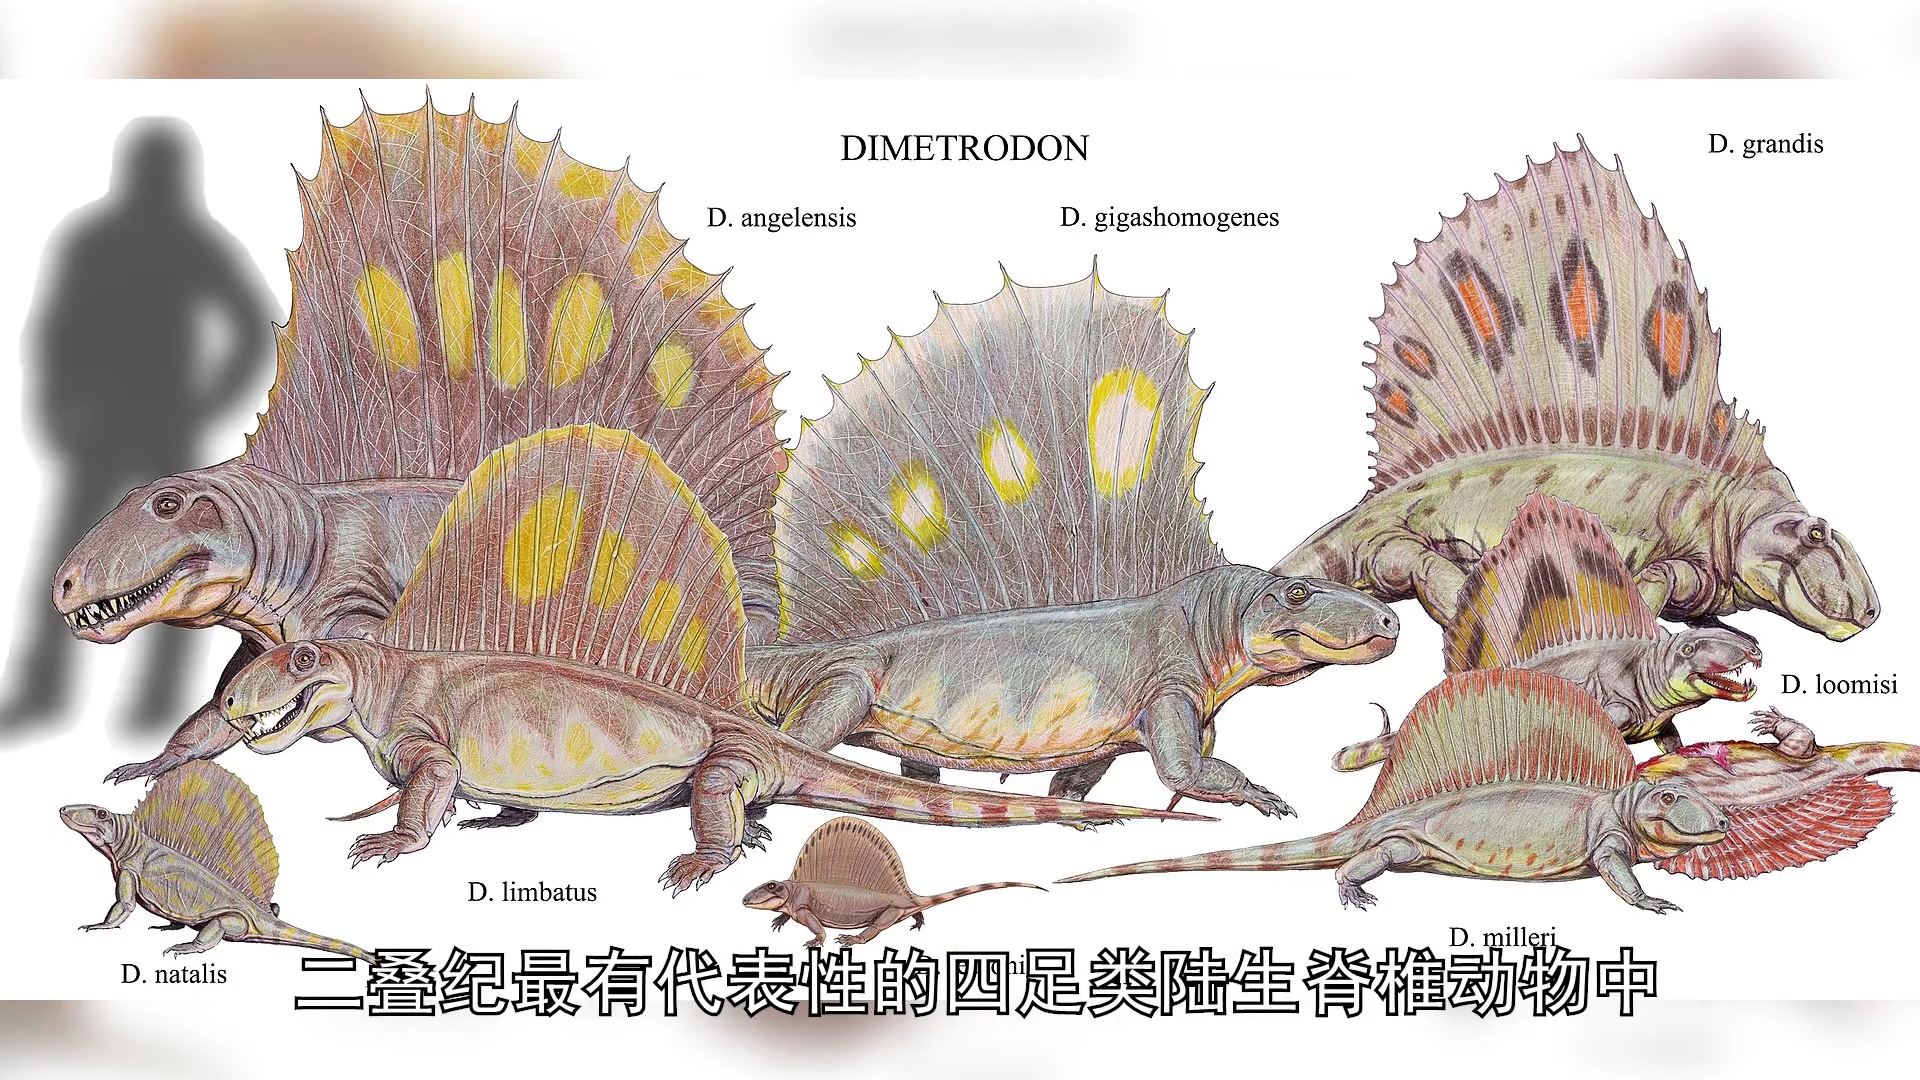 DIMETRODON
D. grandis
D. angelensis
D. gigashomogenes
D. loomisi
D. limbatus
D. milleri
D. natalis
二叠纪最有代表性的四足类陆生脊椎动物中